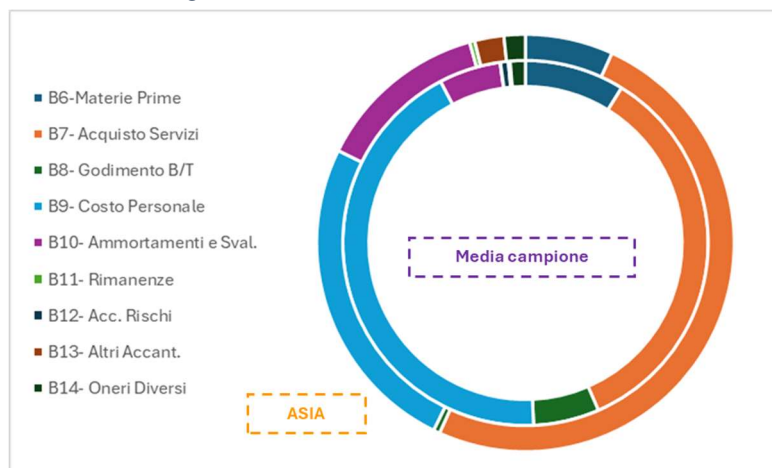 B6-Materie Prime
B7- Acquisto Servizi
B8- Godimento B/T
B9- Costo Personale
B10- Ammortamenti e Sval.
B11- Rimanenze
B12- Acc. Rischi
B13- Altri Accant.
B14- Oneri Diversi
Media campione
ASIA